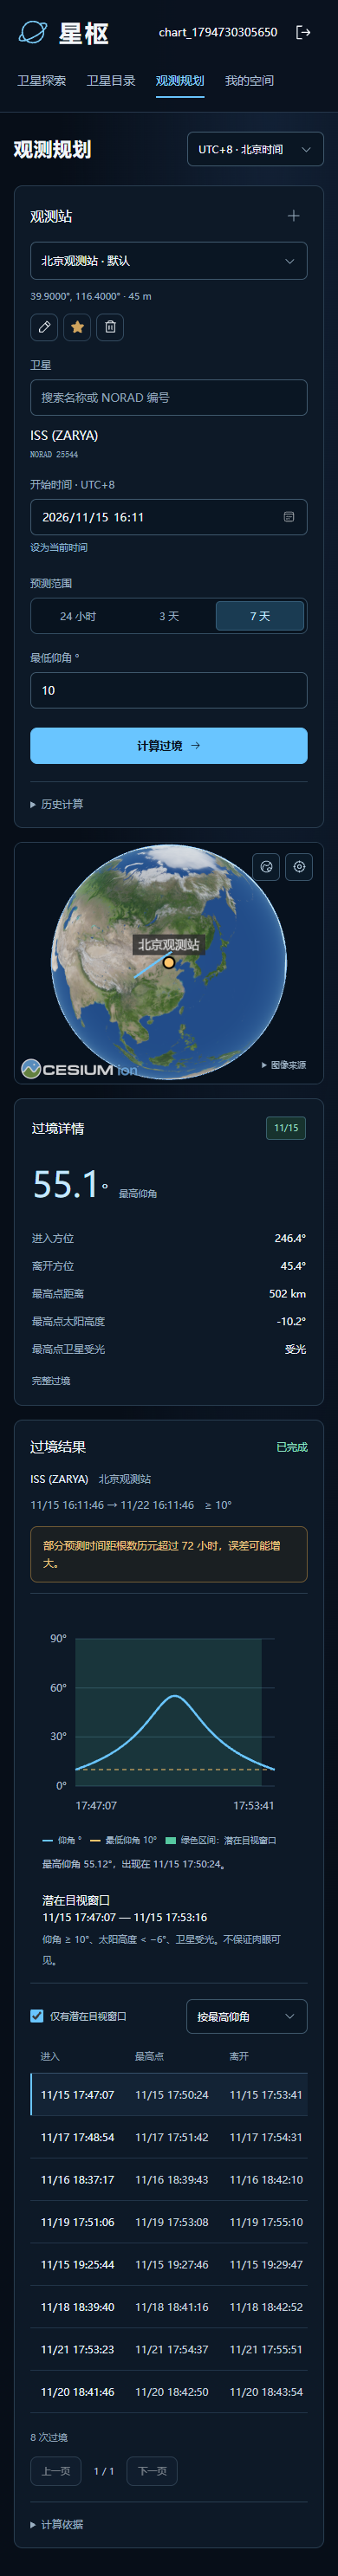 星枢
chart_1794730305650
卫星探索 卫星目录 观测规划 我的空间
观测规划
UTC+8 · 北京时间
观测站
北京观测站 · 默认
39.9000°, 116.4000° · 45 m
卫星
搜索名称或 NORAD 编号
ISS (ZARYA)
NORAD 25544
开始时间 · UTC+8
2026/11/15 16:11
设为当前时间
预测范围
24 小时 3 天 7 天
最低仰角 °
10
计算过境 →
历史计算
北京观测站
CESIUM ion
图像来源
过境详情
11/15
55.1°
最高仰角
进入方位 246.4°
离开方位 45.4°
最高点距离 502 km
最高点太阳高度 -10.2°
最高点卫星受光 受光
完整过境
过境结果
已完成
ISS (ZARYA) 北京观测站
11/15 16:11:46 → 11/22 16:11:46 ≥ 10°
部分预测时间距根数历元超过 72 小时，误差可能增
大。
90°
60°
30°
0°
17:47:07 17:53:41
仰角 ° 最低仰角 10° 绿色区间：潜在目视窗口
最高仰角 55.12°，出现在 11/15 17:50:24。
潜在目视窗口
11/15 17:47:07 — 11/15 17:53:16
仰角 ≥ 10°、太阳高度 < −6°、卫星受光。不保证肉眼可
见。
仅有潜在目视窗口
按最高仰角
进入 最高点 离开
11/15 17:47:07 11/15 17:50:24 11/15 17:53:41
11/17 17:48:54 11/17 17:51:42 11/17 17:54:31
11/16 18:37:17 11/16 18:39:43 11/16 18:42:10
11/19 17:51:06 11/19 17:53:08 11/19 17:55:10
11/15 19:25:44 11/15 19:27:46 11/15 19:29:47
11/18 18:39:40 11/18 18:41:16 11/18 18:42:52
11/21 17:53:23 11/21 17:54:37 11/21 17:55:51
11/20 18:41:46 11/20 18:42:50 11/20 18:43:54
8 次过境
上一页 1 / 1 下一页
计算依据